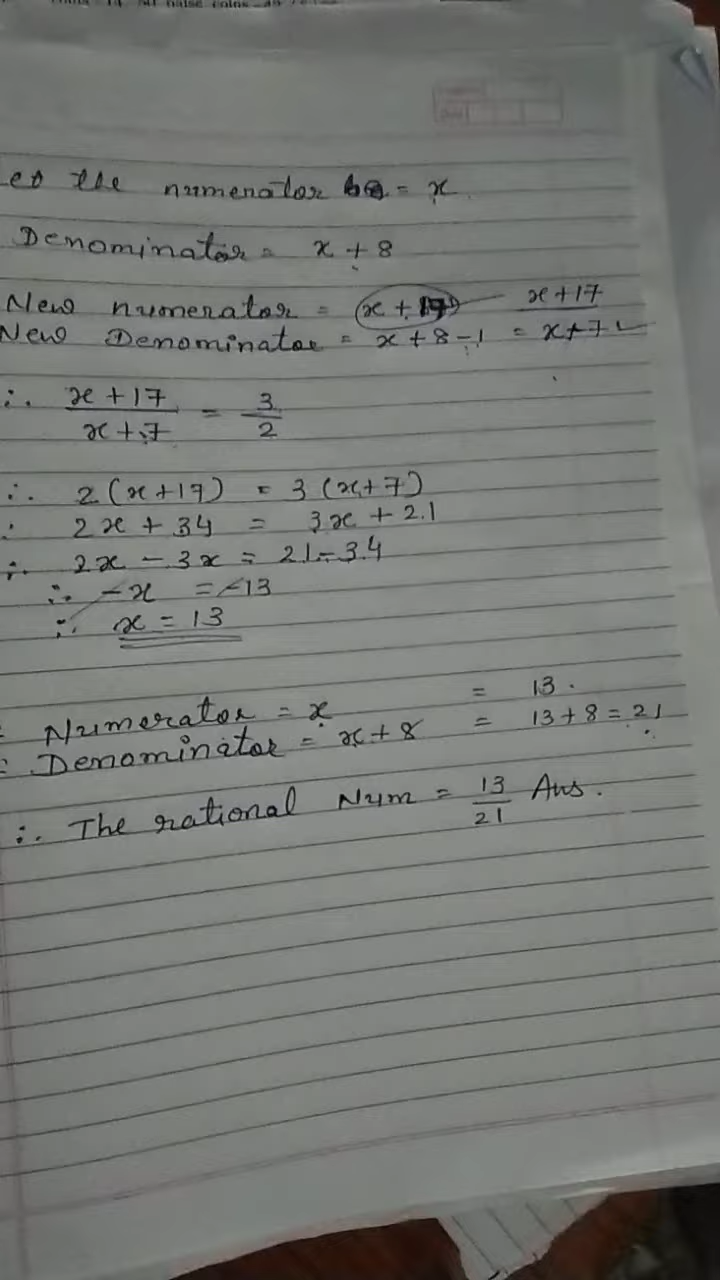 et the numerator be = x
Denominator = x + 8
New numerator = (x + 17) x+17
New Denominator = x + 8 - 1 = x + 7
∴ x + 17 / x + 7 = 3 / 2
∴ 2 (x + 17) = 3 (x + 7)
∴ 2x + 34 = 3x + 21
∴ 2x - 3x = 21 - 34
∴ -x = -13
∴ x = 13
Numerator = x = 13.
Denominator = x + 8 = 13 + 8 = 21
∴ The rational Num = 13 / 21 Ans.